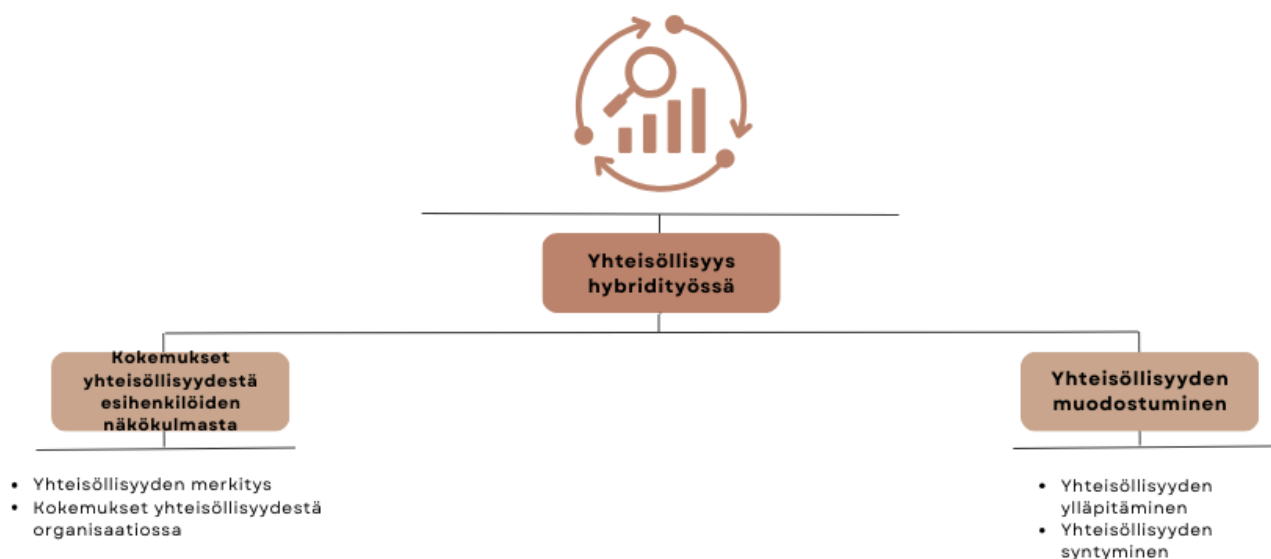 Yhteisöllisyys
hybridityössä
Kokemukset
yhteisöllisyydestä
esihenkilöiden
näkökulmasta
Yhteisöllisyyden
muodostuminen
• Yhteisöllisyyden merkitys
• Kokemukset yhteisöllisyydestä
organisaatiossa
• Yhteisöllisyyden
ylläpitäminen
• Yhteisöllisyyden
syntyminen